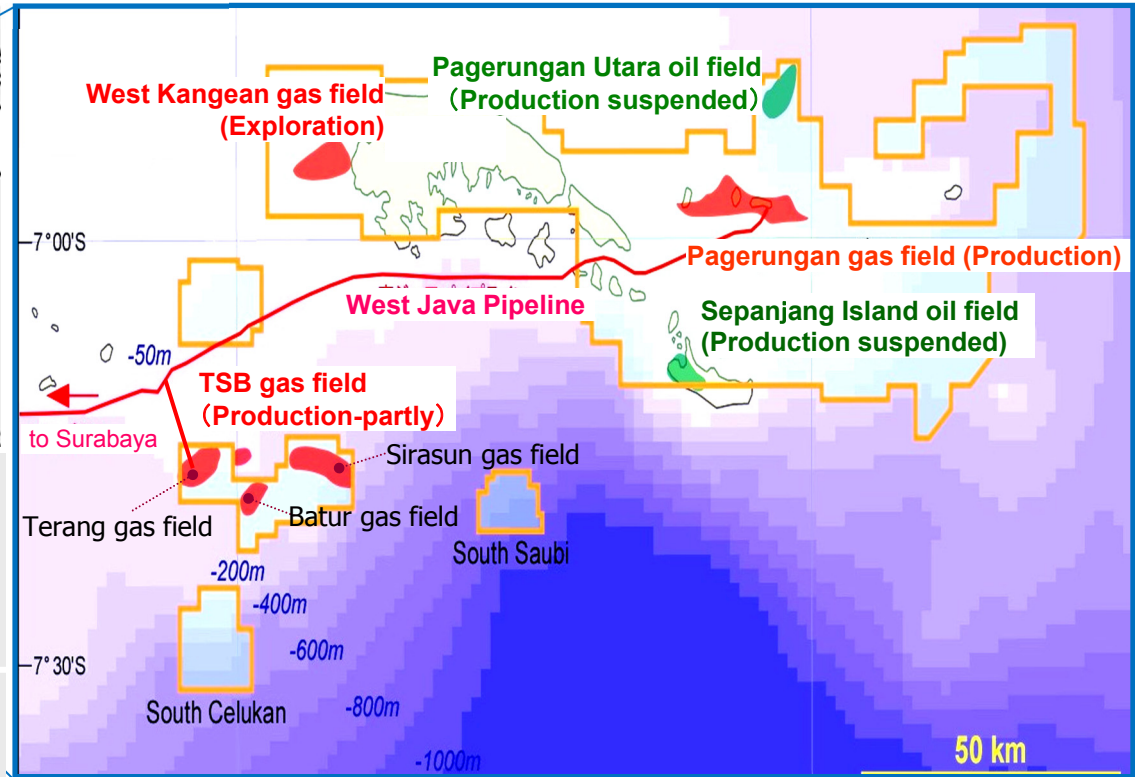 Pagerungan Utara oil field
(Production suspended)
West Kangean gas field
(Exploration)
7°00'S
Pagerungan gas field (Production)
West Java Pipeline
Sepanjang Island oil field
(Production suspended)
-50m
TSB gas field
(Production-partly)
to Surabaya
Sirasun gas field
Terang gas field
Batur gas field
South Saubi
-200m
-400m
-600m
7°30'S
-800m
South Celukan
-1000m
50 km